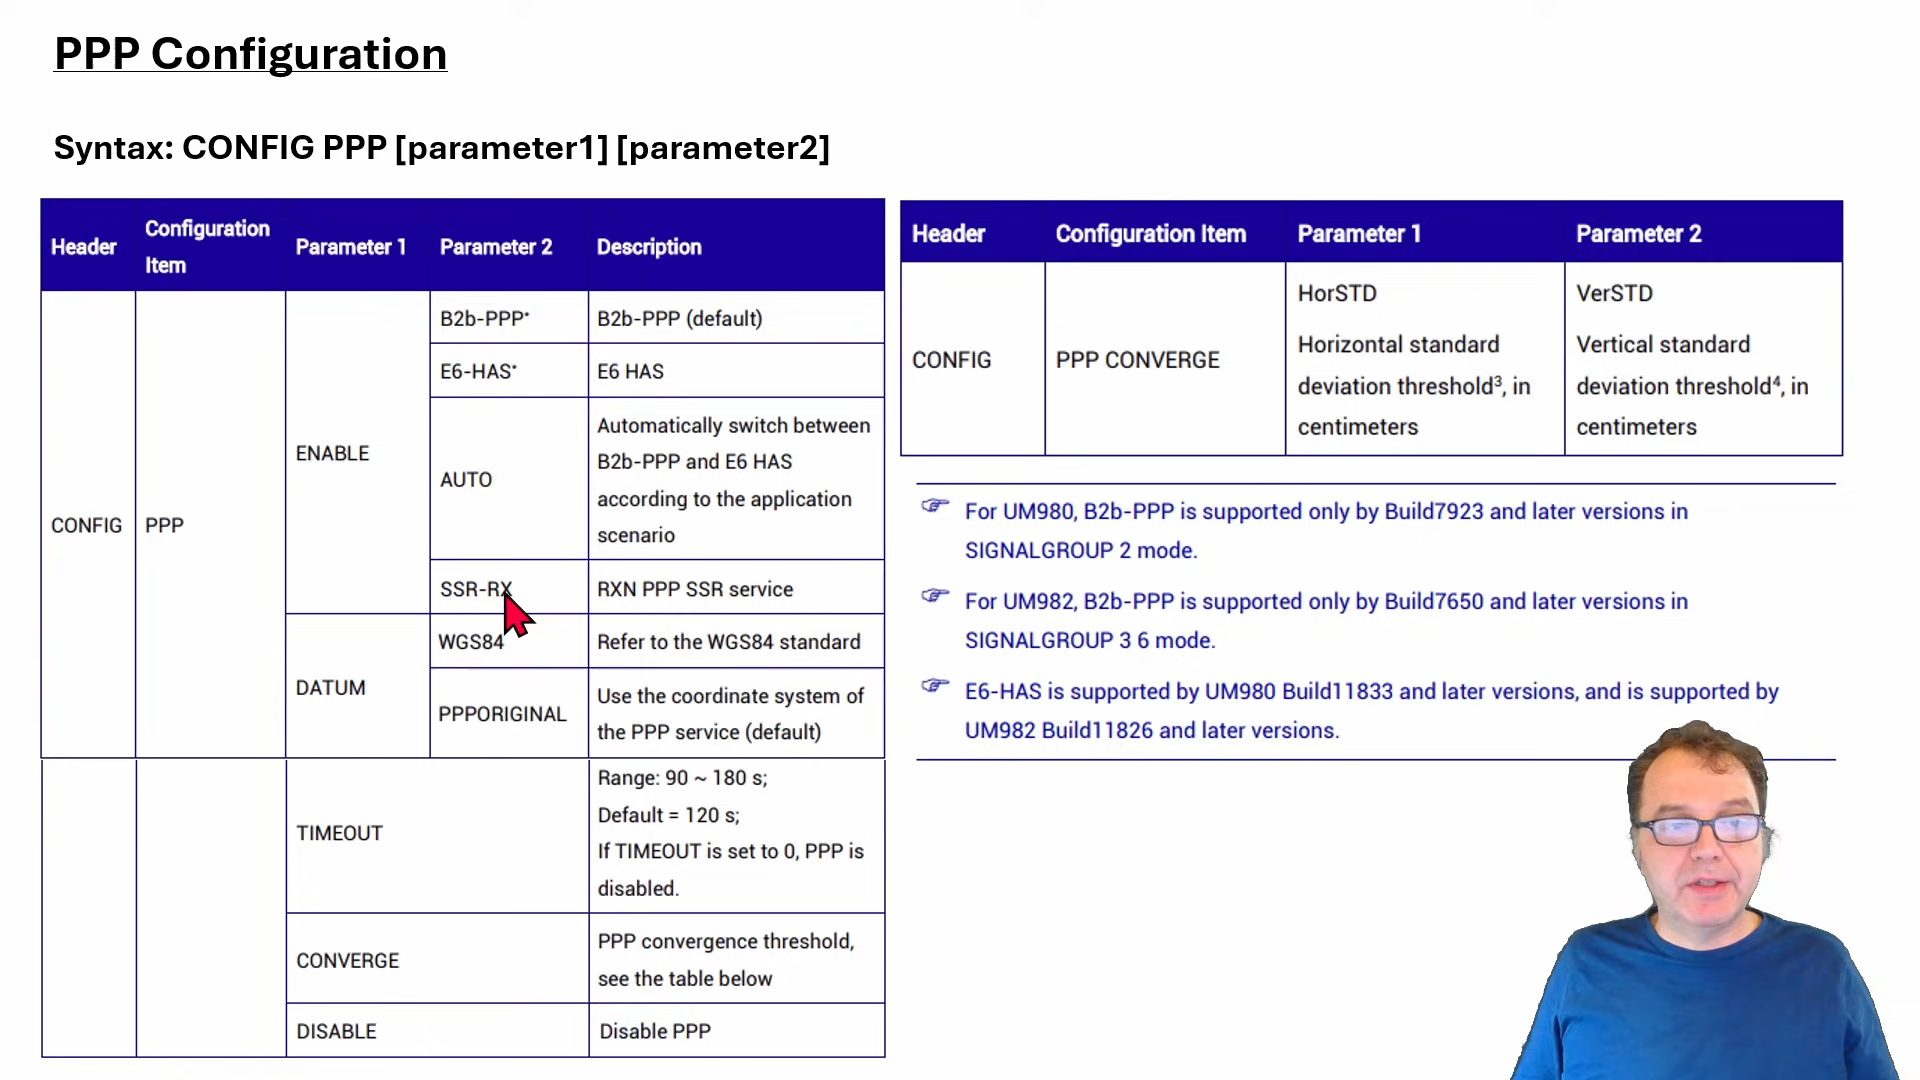 PPP Configuration
Syntax: CONFIG PPP [parameter1] [parameter2]
Header
Configuration
Item
Parameter 1
Parameter 2
Description
CONFIG
PPP
ENABLE
B2b-PPP*
B2b-PPP (default)
E6-HAS*
E6 HAS
AUTO
Automatically switch between
B2b-PPP and E6 HAS
according to the application
scenario
SSR-RX
RXN PPP SSR service
DATUM
WGS84
Refer to the WGS84 standard
PPPORIGINAL
Use the coordinate system of
the PPP service (default)
TIMEOUT
Range: 90 ~ 180 s;
Default = 120 s;
If TIMEOUT is set to 0, PPP is
disabled.
CONVERGE
PPP convergence threshold,
see the table below
DISABLE
Disable PPP
Header
Configuration Item
Parameter 1
Parameter 2
CONFIG
PPP CONVERGE
HorSTD
Horizontal standard
deviation threshold³, in
centimeters
VerSTD
Vertical standard
deviation threshold⁴, in
centimeters
For UM980, B2b-PPP is supported only by Build7923 and later versions in
SIGNALGROUP 2 mode.
For UM982, B2b-PPP is supported only by Build7650 and later versions in
SIGNALGROUP 3 6 mode.
E6-HAS is supported by UM980 Build11833 and later versions, and is supported by
UM982 Build11826 and later versions.